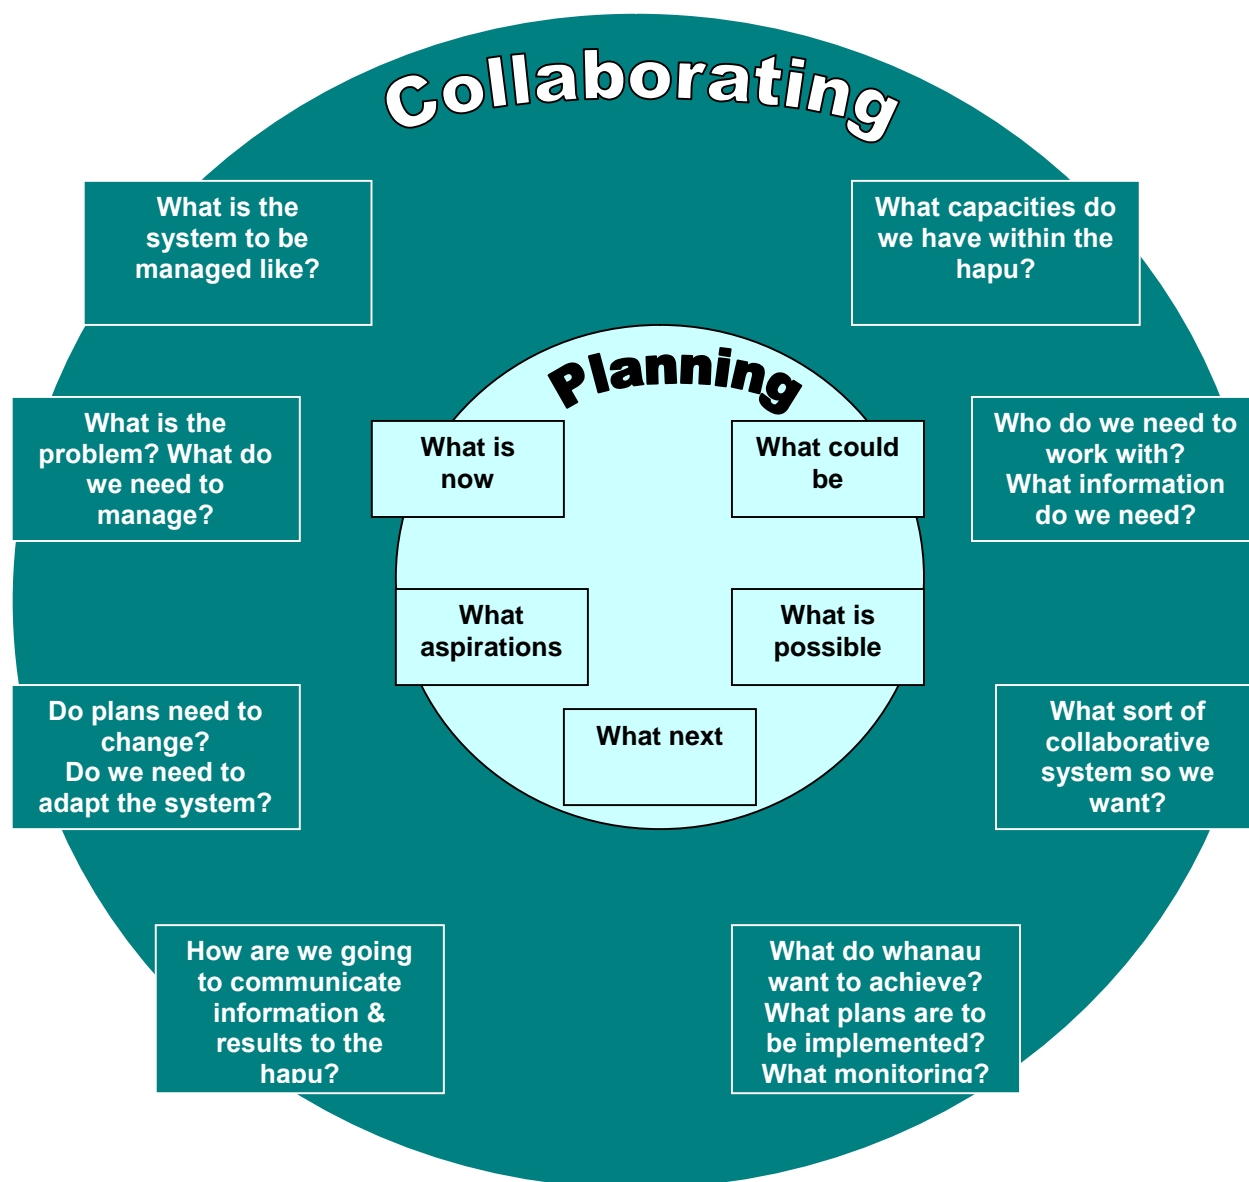 Collaborating
What is the
system to be
managed like?
What capacities do
we have within the
hapu?
Planning
What is the
problem? What do
we need to
manage?
What is
now
What could
be
Who do we need to
work with?
What information
do we need?
What
aspirations
What is
possible
Do plans need to
change?
Do we need to
adapt the system?
What next
What sort of
collaborative
system so we
want?
How are we going
to communicate
information &
results to the
hapu?
What do whanau
want to achieve?
What plans are to
be implemented?
What monitoring?